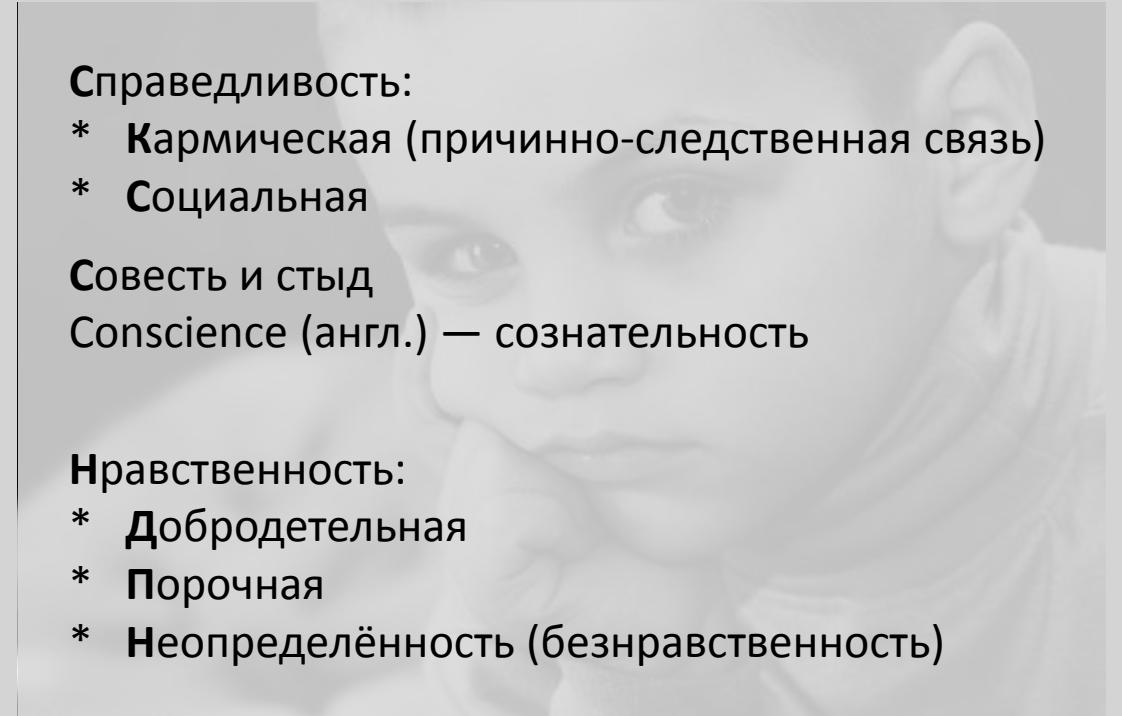 Справедливость:
* Кармическая (причинно-следственная связь)
* Социальная
Совесть и стыд
Conscience (англ.) — сознательность
Нравственность:
* Добродетельная
* Порочная
* Неопределённость (безнравственность)